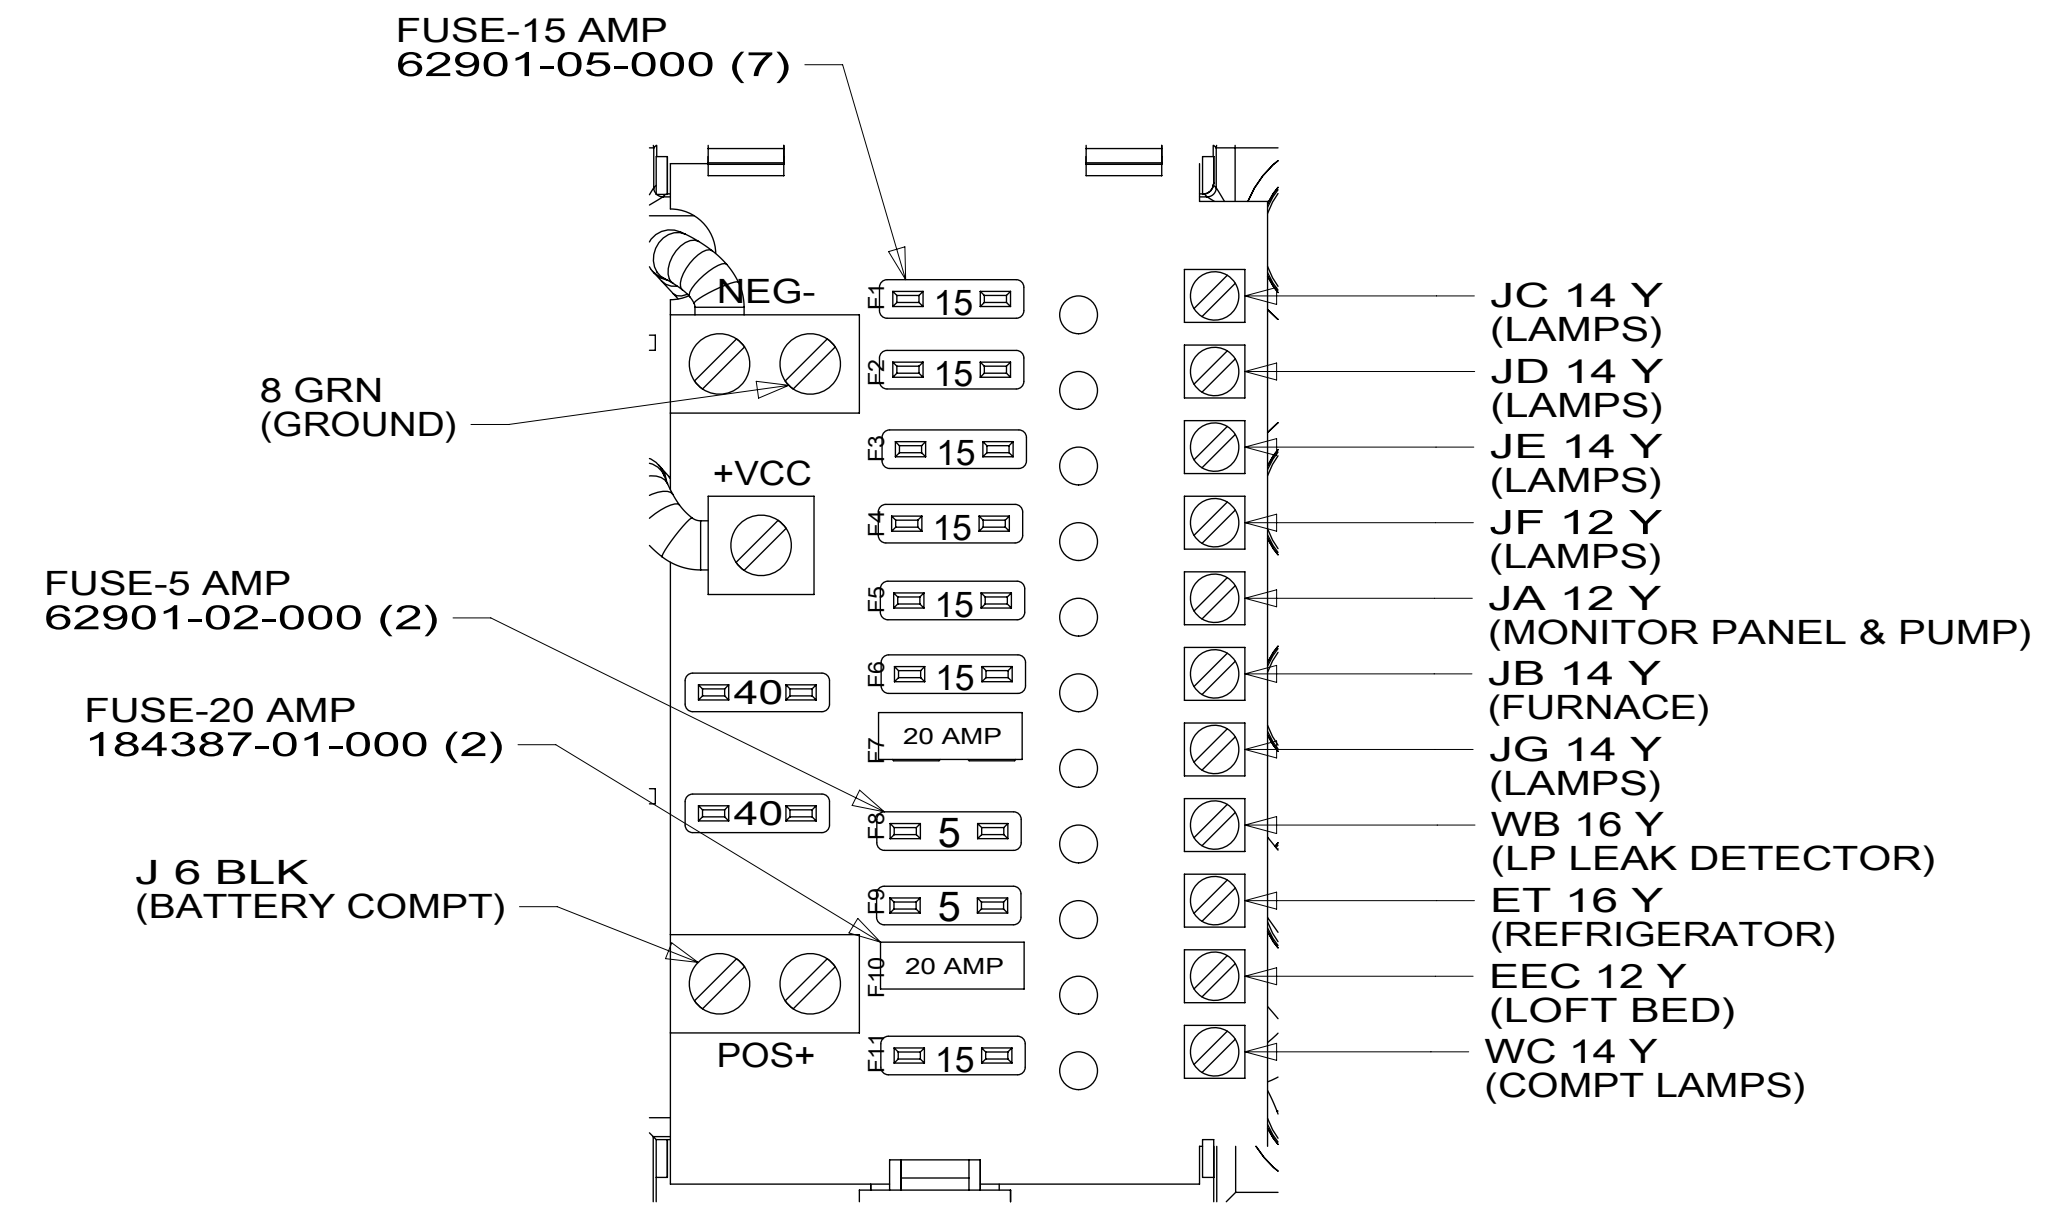 FUSE-15 AMP
62901-05-000 (7)
8 GRN
(GROUND)
FUSE-5 AMP
62901-02-000 (2)
FUSE-20 AMP
184387-01-000 (2)
J 6 BLK
(BATTERY COMPT)
NEG-
+VCC
40
40
POS+
F1 15
F2 15
F3 15
F4 15
F5 15
F6 15
F7 20 AMP
F8 5
F9 5
F10 20 AMP
F11 15
JC 14 Y
(LAMPS)
JD 14 Y
(LAMPS)
JE 14 Y
(LAMPS)
JF 12 Y
(LAMPS)
JA 12 Y
(MONITOR PANEL & PUMP)
JB 14 Y
(FURNACE)
JG 14 Y
(LAMPS)
WB 16 Y
(LP LEAK DETECTOR)
ET 16 Y
(REFRIGERATOR)
EEC 12 Y
(LOFT BED)
WC 14 Y
(COMPT LAMPS)